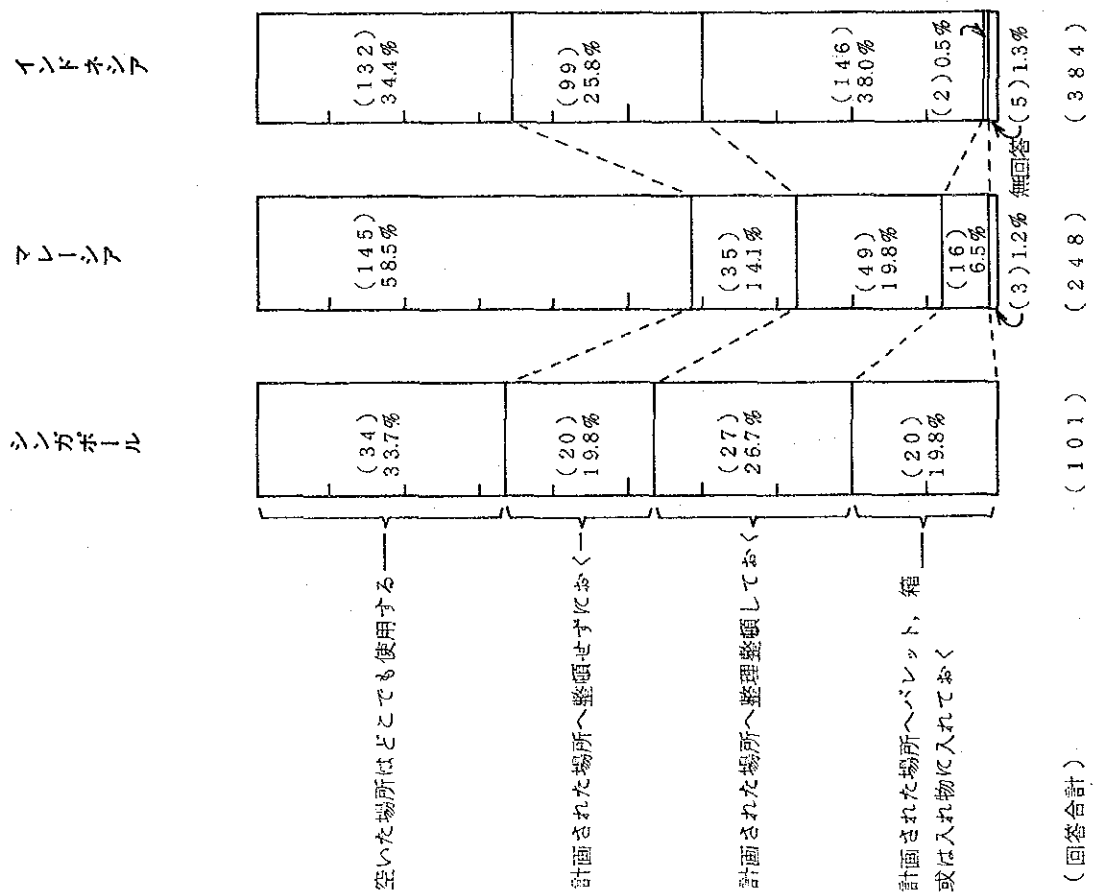 インドネシア
(132)
34.4%
(99)
25.8%
(146)
38.0%
(2)0.5%
(5)1.3%
(384)
マレーシア
(145)
58.5%
(35)
14.1%
(49)
19.8%
(16)
6.5%
(3)1.2%
無回答
(248)
シンガポール
(34)
33.7%
(20)
19.8%
(27)
26.7%
(20)
19.8%
(101)
空いた場所はどこでも使用する
計画された場所へ整頓せずにおく
計画された場所へ整理整頓しておく
計画された場所へパレット，箱
或は入れ物に入れておく
(回答合計)